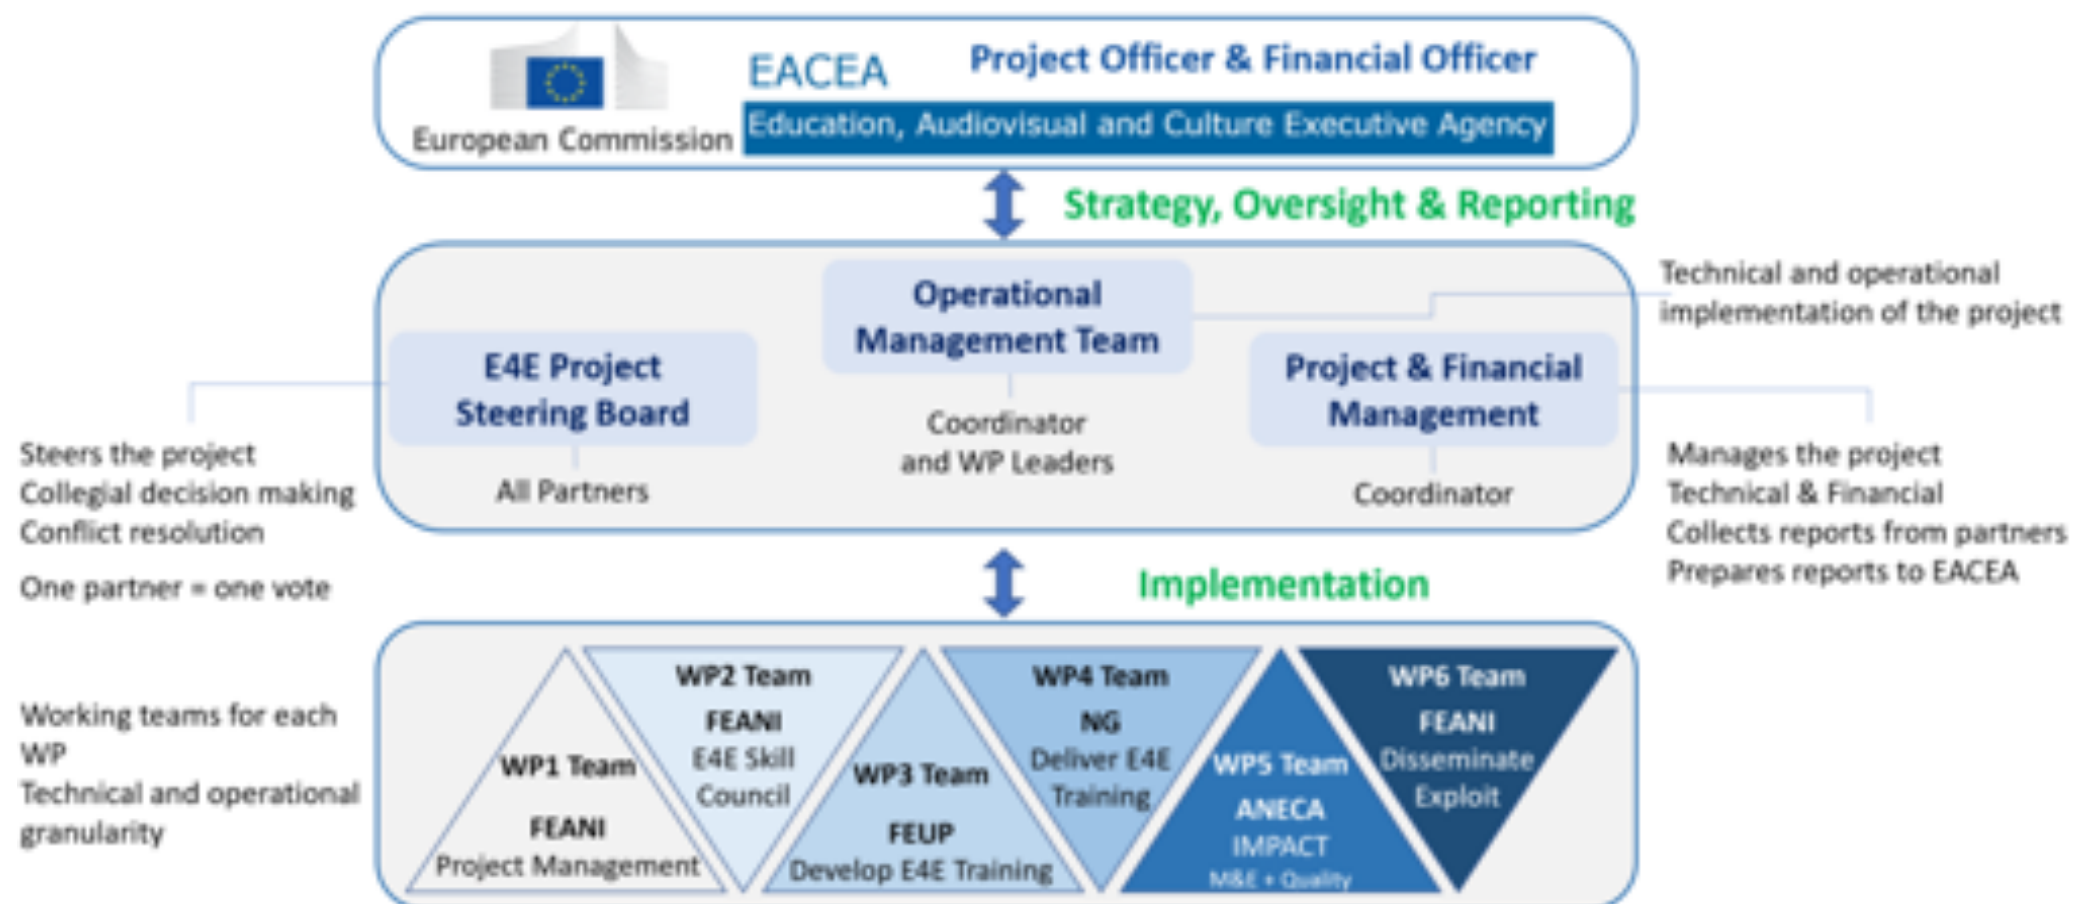 EACEA
Project Officer & Financial Officer
European Commission
Education, Audiovisual and Culture Executive Agency
Strategy, Oversight & Reporting
Operational
Management Team
Technical and operational
implementation of the project
E4E Project
Steering Board
Project & Financial
Management
Coordinator
and WP Leaders
All Partners
Coordinator
Steers the project
Collegial decision making
Conflict resolution
One partner = one vote
Manages the project
Technical & Financial
Collects reports from partners
Prepares reports to EACEA
Implementation
Working teams for each
WP
Technical and operational
granularity
WP1 Team
FEANI
Project Management
WP2 Team
FEANI
E4E Skill
Council
WP3 Team
FEUP
Develop E4E Training
WP4 Team
NG
Deliver E4E
Training
WP5 Team
ANECA
IMPACT
M&E + Quality
WP6 Team
FEANI
Disseminate
Exploit